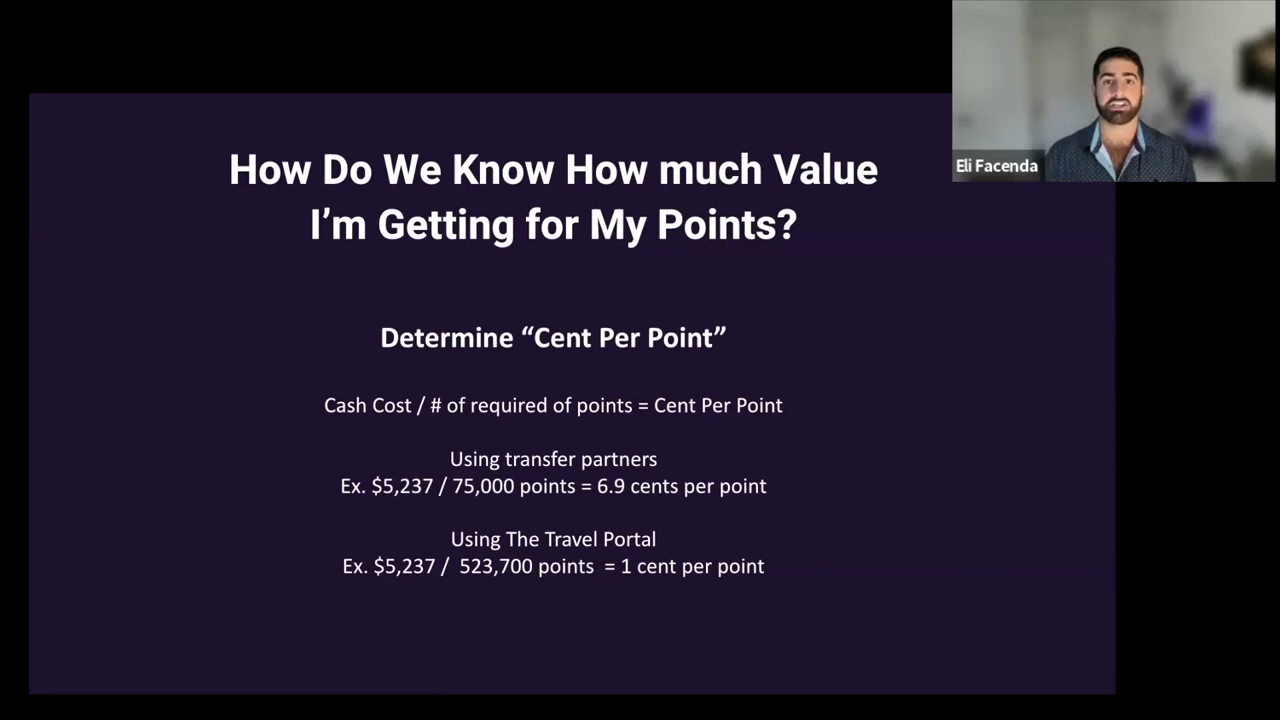 How Do We Know How much Value
I’m Getting for My Points?
Determine “Cent Per Point”
Cash Cost / # of required of points = Cent Per Point
Using transfer partners
Ex. $5,237 / 75,000 points = 6.9 cents per point
Using The Travel Portal
Ex. $5,237 /  523,700 points  = 1 cent per point
Eli Facenda